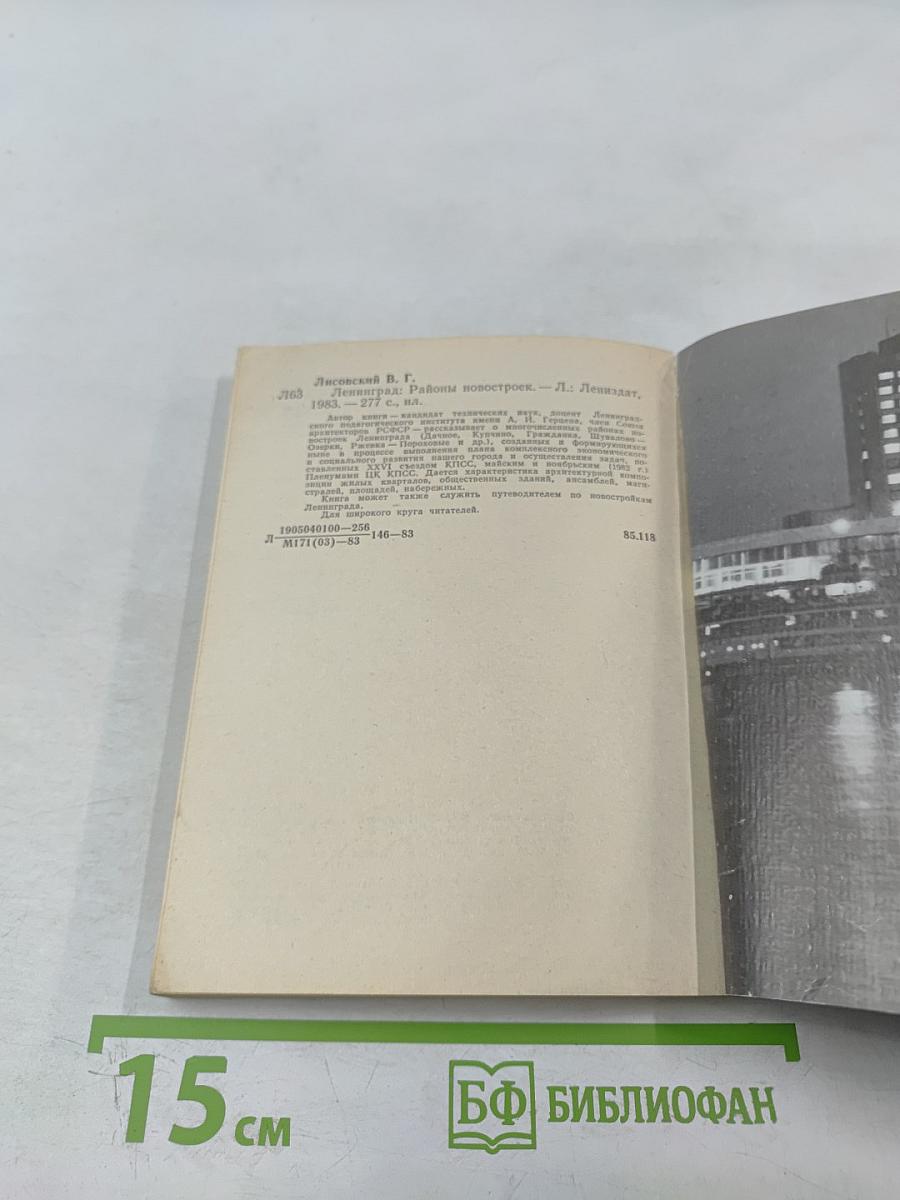 Лисовский В. Г.
Л63 Ленинград: Районы новостроек. — Л.: Лениздат,
1983. — 277 с., ил.
Автор книги — кандидат технических наук, доцент Ленинград-
ского педагогического института имени А. И. Герцена, член Союза
архитекторов РСФСР — рассказывает о многочисленных районах но-
востроек Ленинграда (Дачное, Купчино, Гражданка, Шувалово —
Озерки, Ржевка — Пороховые и др.), созданных и формирующихся
ныне в процессе выполнения плана комплексного экономического
и социального развития нашего города и осуществления задач, по-
ставленных XXVI съездом КПСС, майским и ноябрьским (1982 г.)
Пленумами ЦК КПСС. Дается характеристика архитектурной компо-
зиции жилых кварталов, общественных зданий, ансамблей, маги-
стралей, площадей, набережных.
Книга может также служить путеводителем по новостройкам
Ленинграда.
Для широкого круга читателей.
Л 1905040100—256
М171(03)—83 146—83 85.118
15 см
БФ БИБЛИОФАН